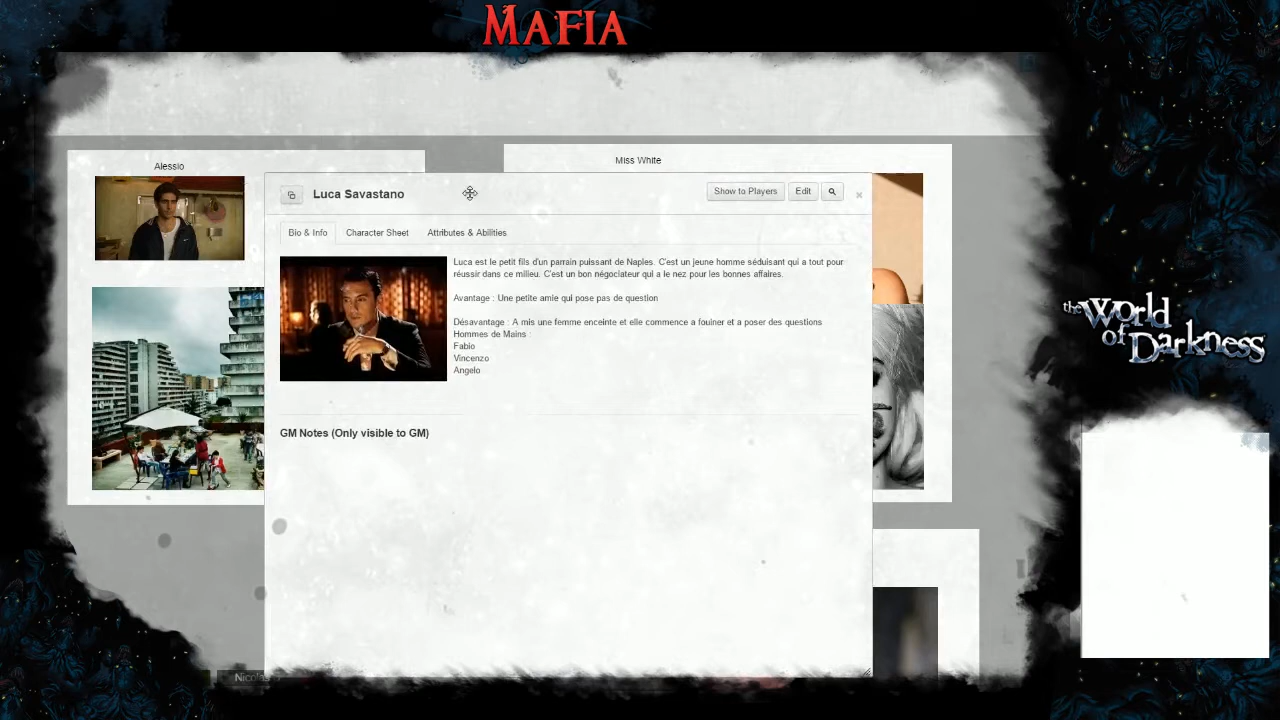 MAFIA
Alessio
Miss White
Luca Savastano
Show to Players
Edit
Bio & Info
Character Sheet
Attributes & Abilities
Luca est le petit fils d'un parrain puissant de Naples. C'est un jeune homme séduisant qui a tout pour
réussir dans ce milieu. C'est un bon négociateur qui a le nez pour les bonnes affaires.
Avantage : Une petite amie qui pose pas de question
Désavantage : A mis une femme enceinte et elle commence a fouiner et a poser des questions
Hommes de Mains :
Fabio
Vincenzo
Angelo
GM Notes (Only visible to GM)
the World
of Darkness